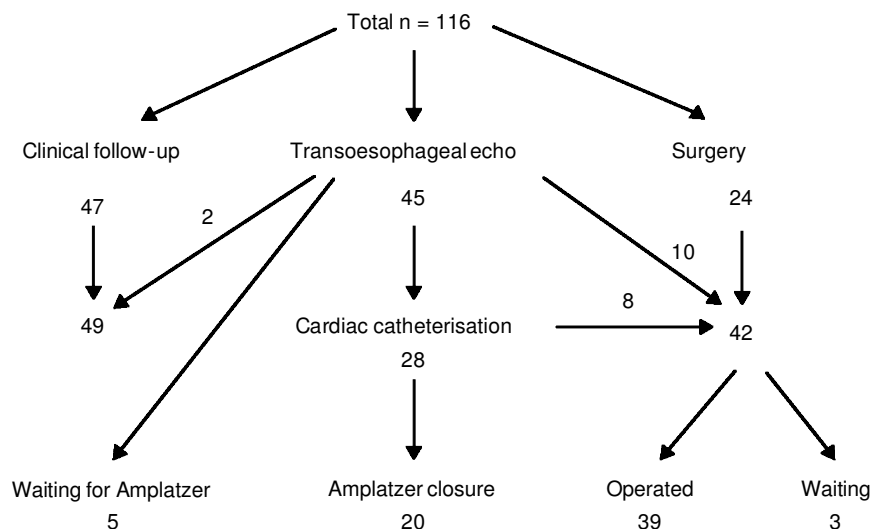 Total n = 116
Clinical follow-up Transoesophageal echo Surgery
47 45 24
2
10
8
49 Cardiac catheterisation 42
28
Waiting for Amplatzer Amplatzer closure Operated Waiting
5 20 39 3